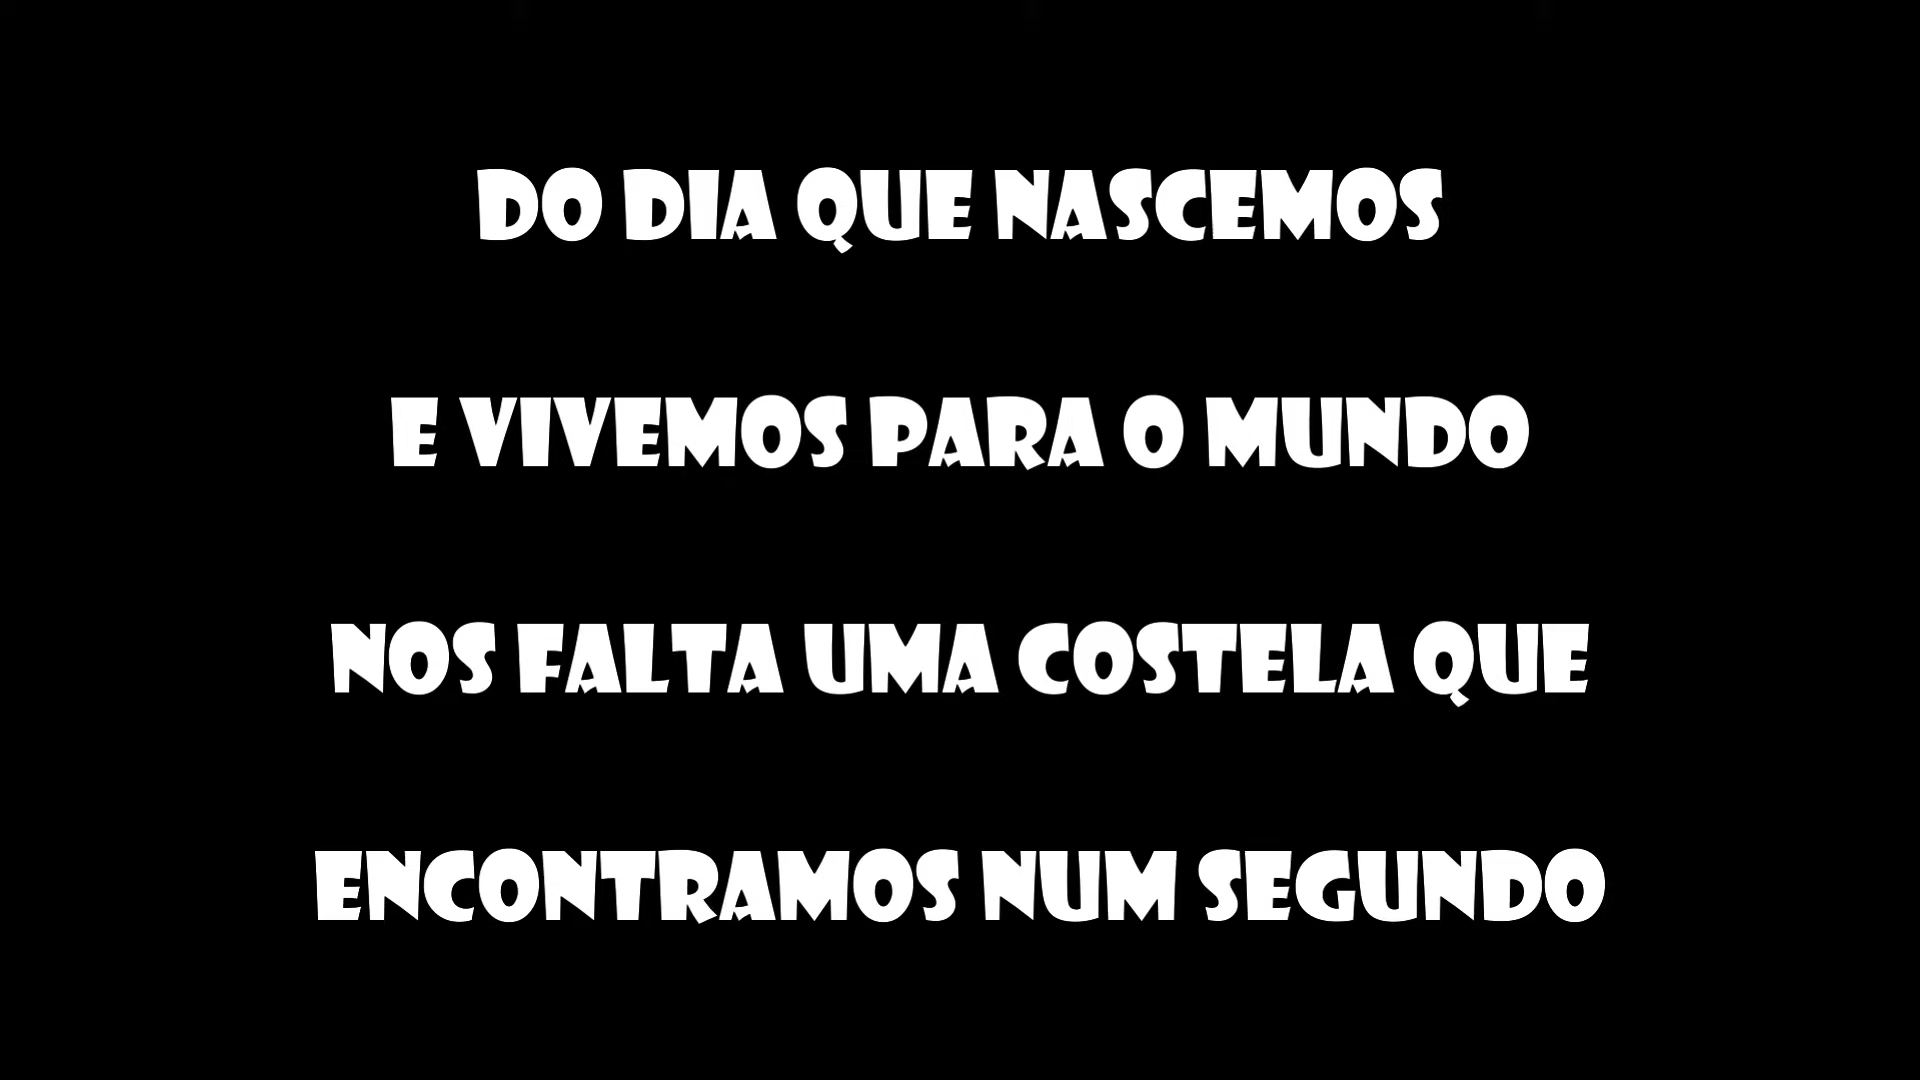 DO DIA QUE NASCEMOS
E VIVEMOS PARA O MUNDO
NOS FALTA UMA COSTELA QUE
ENCONTRAMOS NUM SEGUNDO